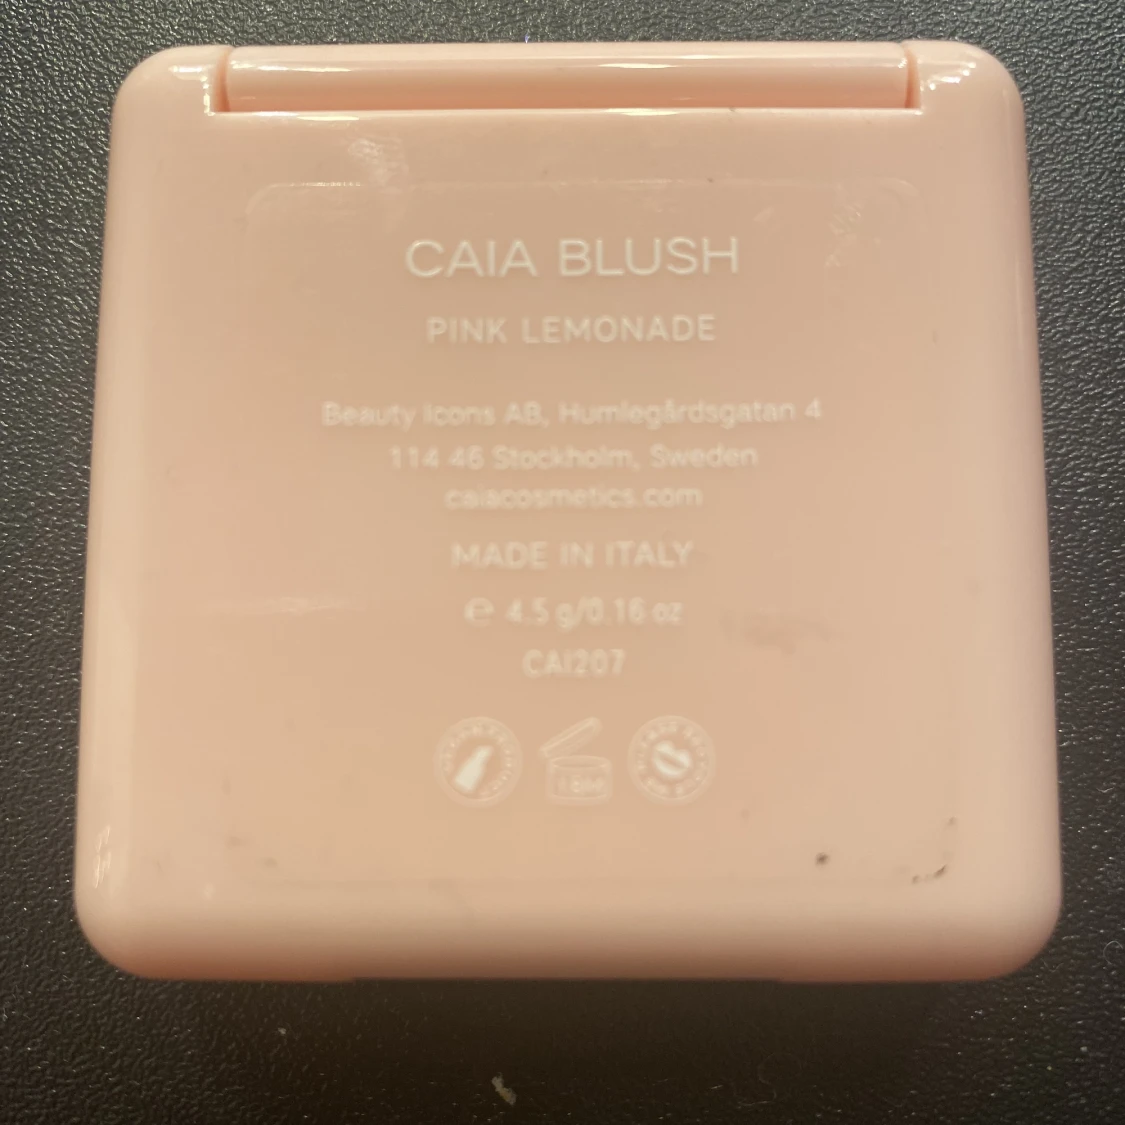 CAIA BLUSH
PINK LEMONADE
Beauty Icons AB, Humlegårdsgatan 4
114 46 Stockholm, Sweden
caiacosmetics.com
MADE IN ITALY
℮ 4.5 g/0.16 oz
CAI207